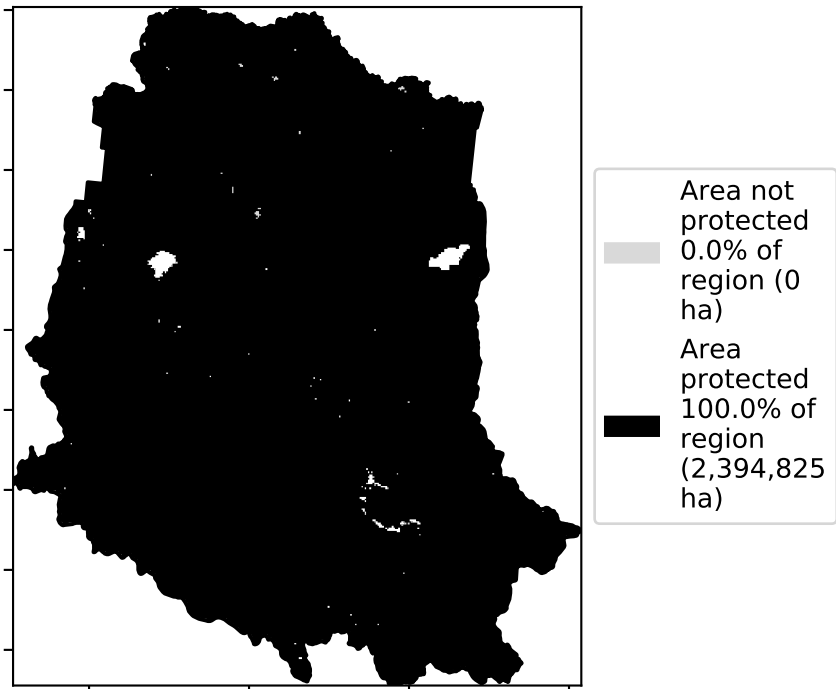 Area not
protected
0.0% of
region (0
ha)
Area
protected
100.0% of
region
(2,394,825
ha)